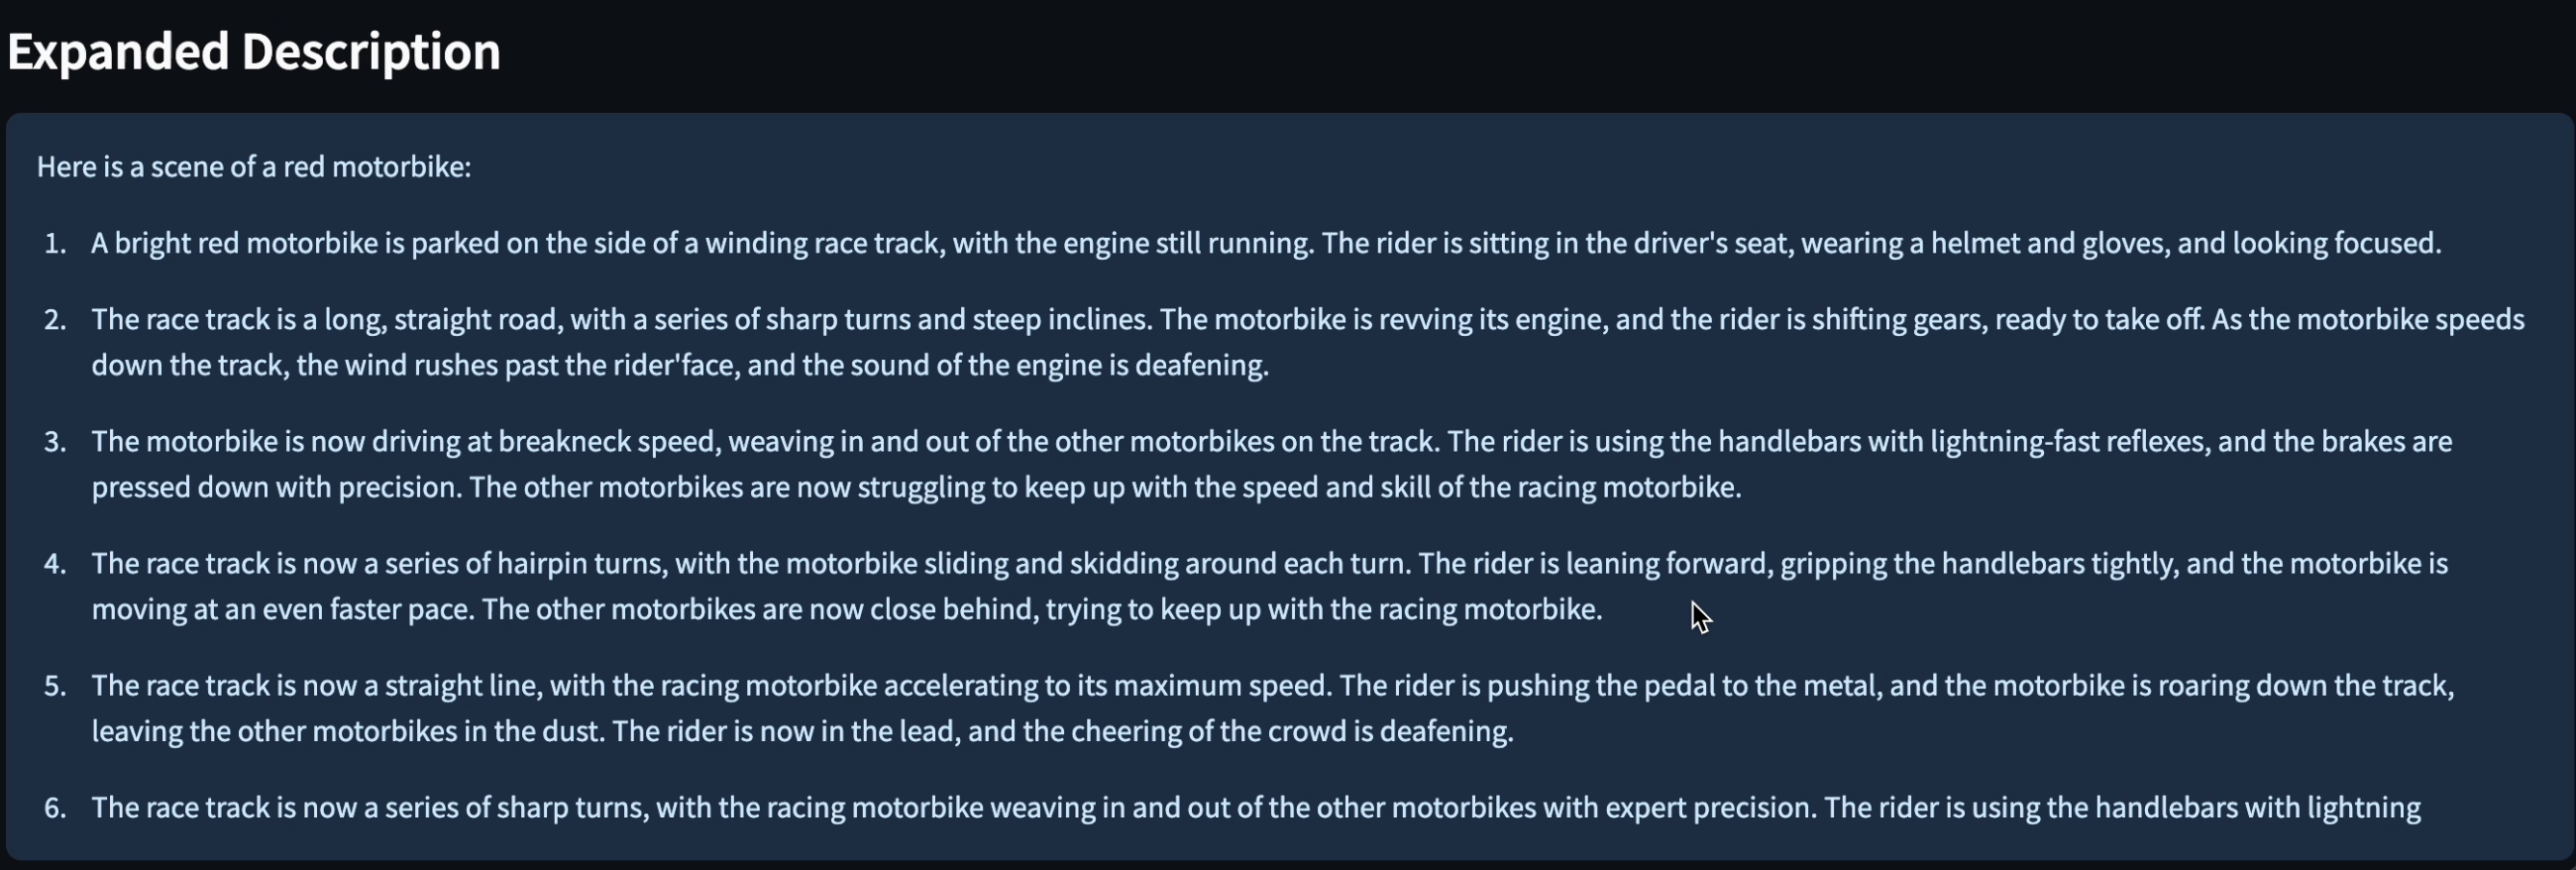 Expanded Description
Here is a scene of a red motorbike:
1. A bright red motorbike is parked on the side of a winding race track, with the engine still running. The rider is sitting in the driver's seat, wearing a helmet and gloves, and looking focused.
2. The race track is a long, straight road, with a series of sharp turns and steep inclines. The motorbike is revving its engine, and the rider is shifting gears, ready to take off. As the motorbike speeds
down the track, the wind rushes past the rider'face, and the sound of the engine is deafening.
3. The motorbike is now driving at breakneck speed, weaving in and out of the other motorbikes on the track. The rider is using the handlebars with lightning-fast reflexes, and the brakes are
pressed down with precision. The other motorbikes are now struggling to keep up with the speed and skill of the racing motorbike.
4. The race track is now a series of hairpin turns, with the motorbike sliding and skidding around each turn. The rider is leaning forward, gripping the handlebars tightly, and the motorbike is
moving at an even faster pace. The other motorbikes are now close behind, trying to keep up with the racing motorbike.
5. The race track is now a straight line, with the racing motorbike accelerating to its maximum speed. The rider is pushing the pedal to the metal, and the motorbike is roaring down the track,
leaving the other motorbikes in the dust. The rider is now in the lead, and the cheering of the crowd is deafening.
6. The race track is now a series of sharp turns, with the racing motorbike weaving in and out of the other motorbikes with expert precision. The rider is using the handlebars with lightning